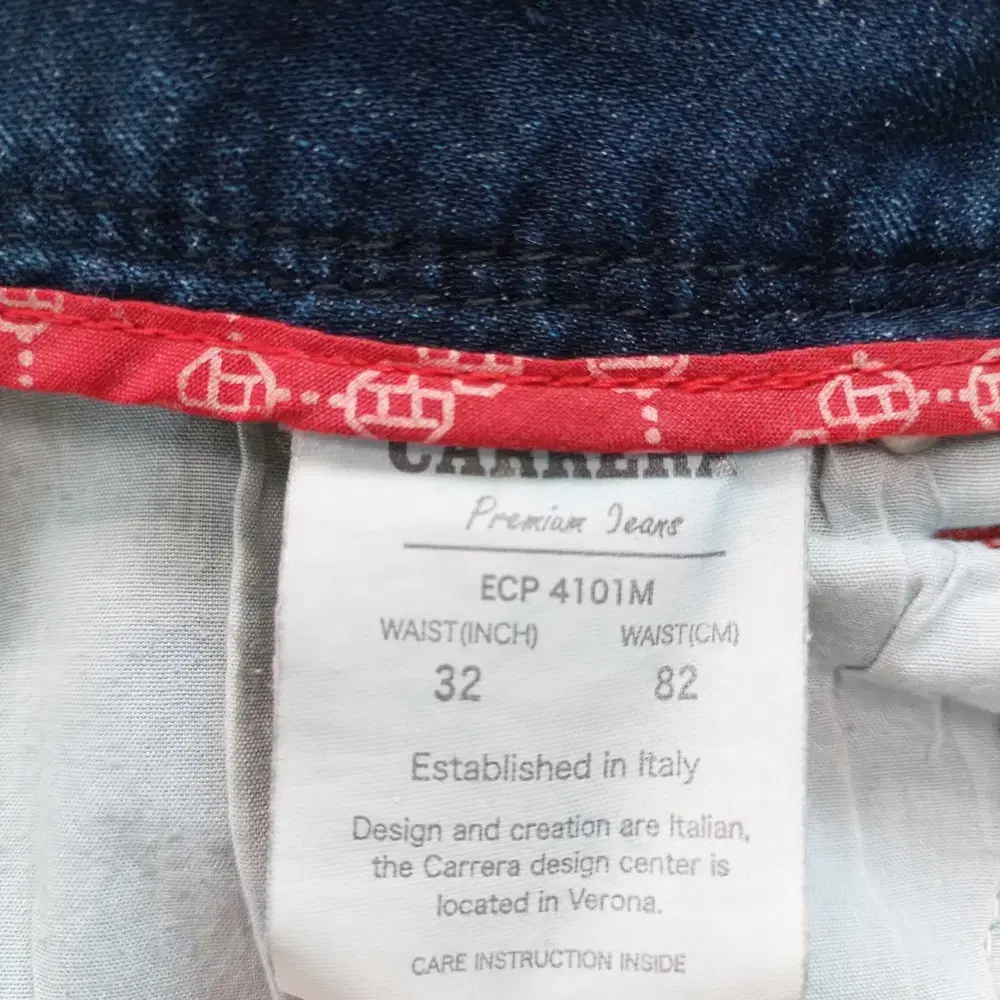 CARRERA
Premium Jeans
ECP 4101M
WAIST(INCH) WAIST(CM)
32 82
Established in Italy
Design and creation are Italian,
the Carrera design center is
located in Verona.
CARE INSTRUCTION INSIDE